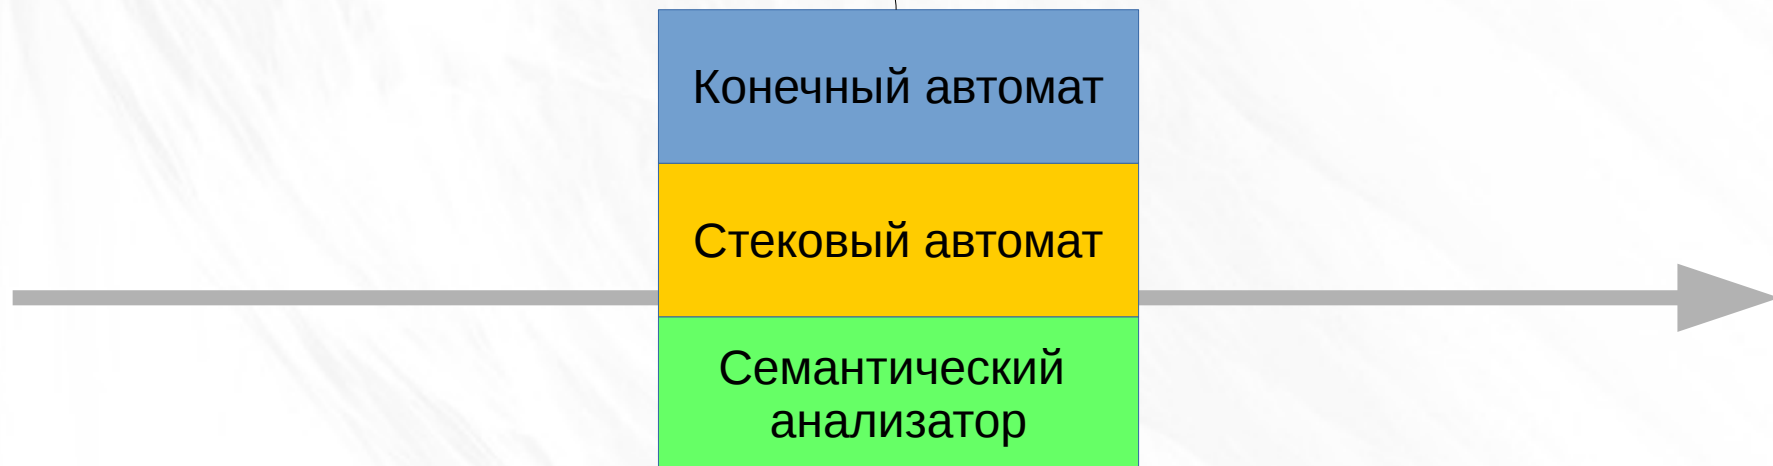 Конечный автомат
Стековый автомат
Семантический
анализатор